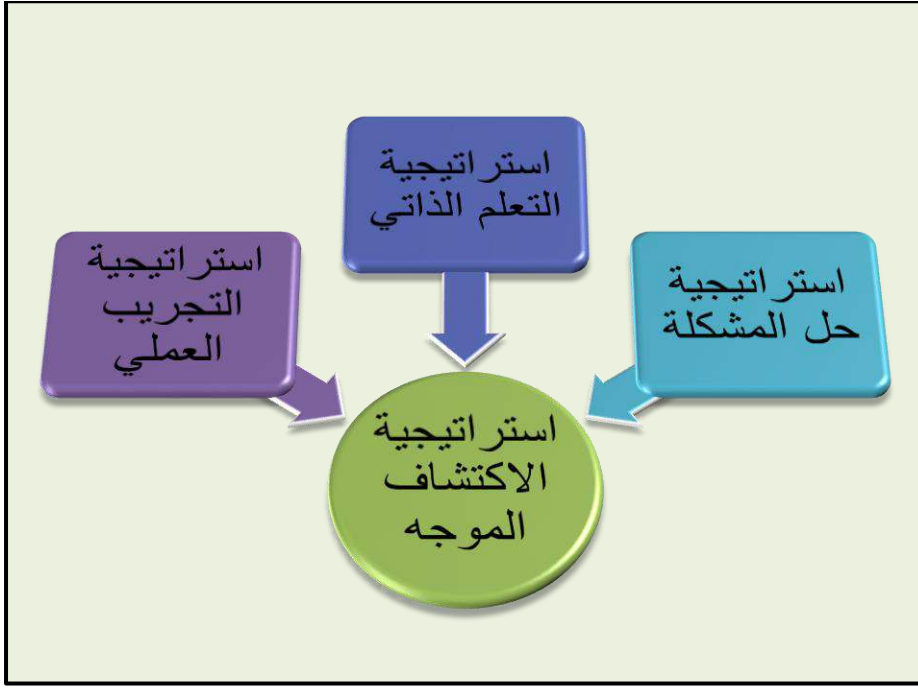 استراتيجية
التعلم الذاتي
استراتيجية
حل المشكلة
استراتيجية
التجريب
العملي
استراتيجية
الاكتشاف
الموجه